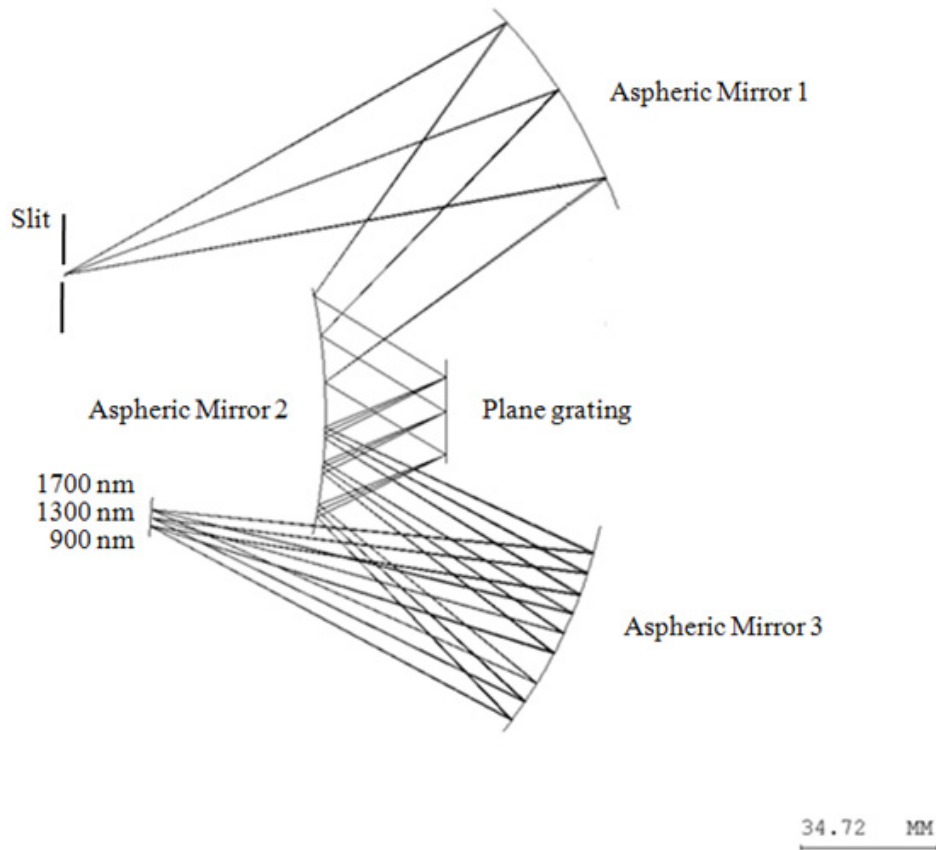 Aspheric Mirror 1
Slit
Aspheric Mirror 2
Plane grating
1700 nm
1300 nm
900 nm
Aspheric Mirror 3
34.72 MM